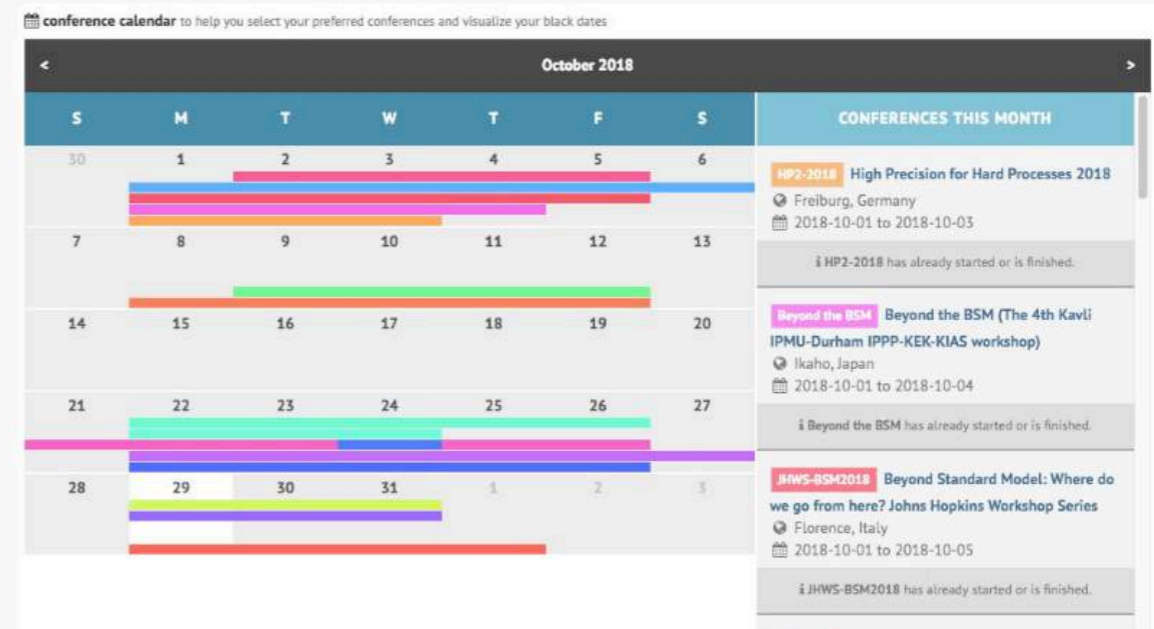 conference calendar to help you select your preferred conferences and visualize your black dates
< October 2018 >
S M T W T F S
30 1 2 3 4 5 6
7 8 9 10 11 12 13
14 15 16 17 18 19 20
21 22 23 24 25 26 27
28 29 30 31 1 2 3
CONFERENCES THIS MONTH
HP2-2018 High Precision for Hard Processes 2018
Freiburg, Germany
2018-10-01 to 2018-10-03
i HP2-2018 has already started or is finished.
Beyond the BSM Beyond the BSM (The 4th Kavli
IPMU-Durham IPPP-KEK-KIAS workshop)
Ikaho, Japan
2018-10-01 to 2018-10-04
i Beyond the BSM has already started or is finished.
JHWS-BSM2018 Beyond Standard Model: Where do
we go from here? Johns Hopkins Workshop Series
Florence, Italy
2018-10-01 to 2018-10-05
i JHWS-BSM2018 has already started or is finished.